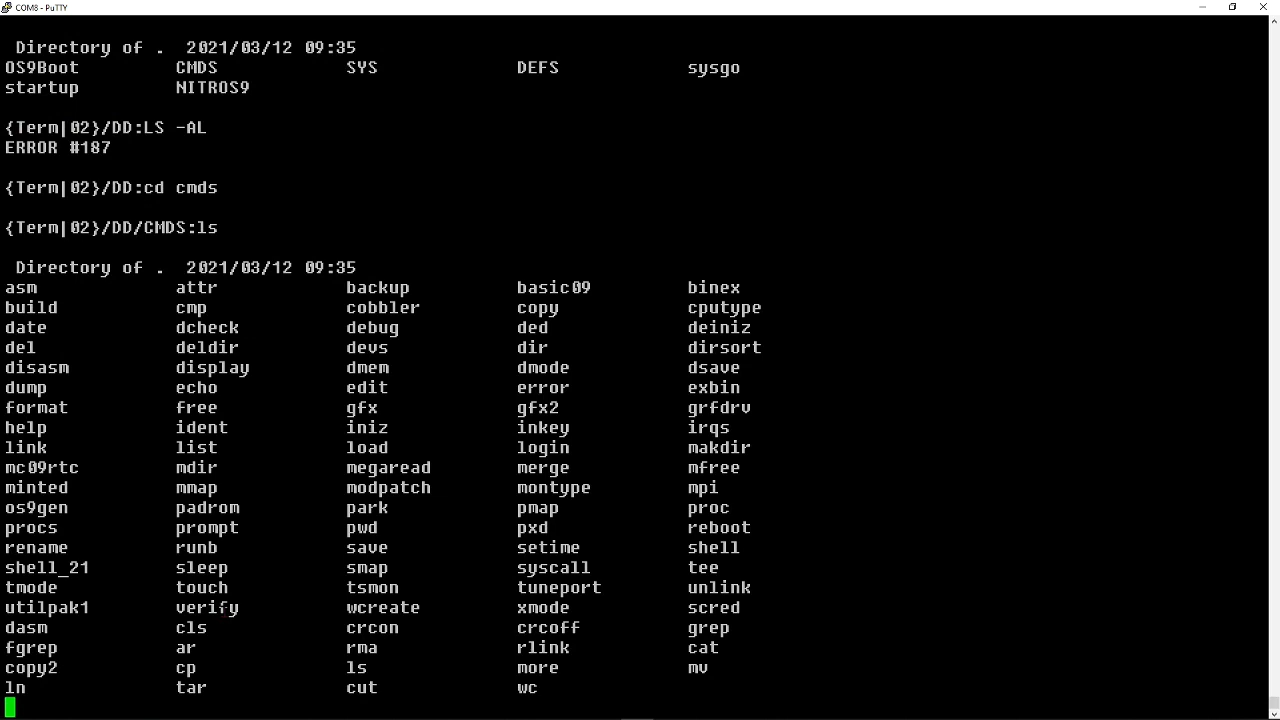 COM8 - PuTTY
Directory of . 2021/03/12 09:35
OS9Boot CMDS SYS DEFS sysgo
startup NITROS9
{Term|02}/DD:LS -AL
ERROR #187
{Term|02}/DD:cd cmds
{Term|02}/DD/CMDS:ls
Directory of . 2021/03/12 09:35
asm attr backup basic09 binex
build cmp cobbler copy cputype
date dcheck debug ded deiniz
del deldir devs dir dirsort
disasm display dmem dmode dsave
dump echo edit error exbin
format free gfx gfx2 grfdrv
help ident iniz inkey irqs
link list load login makdir
mc09rtc mdir megaread merge mfree
minted mmap modpatch montype mpi
os9gen padrom park pmap proc
procs prompt pwd pxd reboot
rename runb save setime shell
shell_21 sleep smap syscall tee
tmode touch tsmon tuneport unlink
utilpak1 verify wcreate xmode scred
dasm cls crcon crcoff grep
fgrep ar rma rlink cat
copy2 cp ls more mv
ln tar cut wc